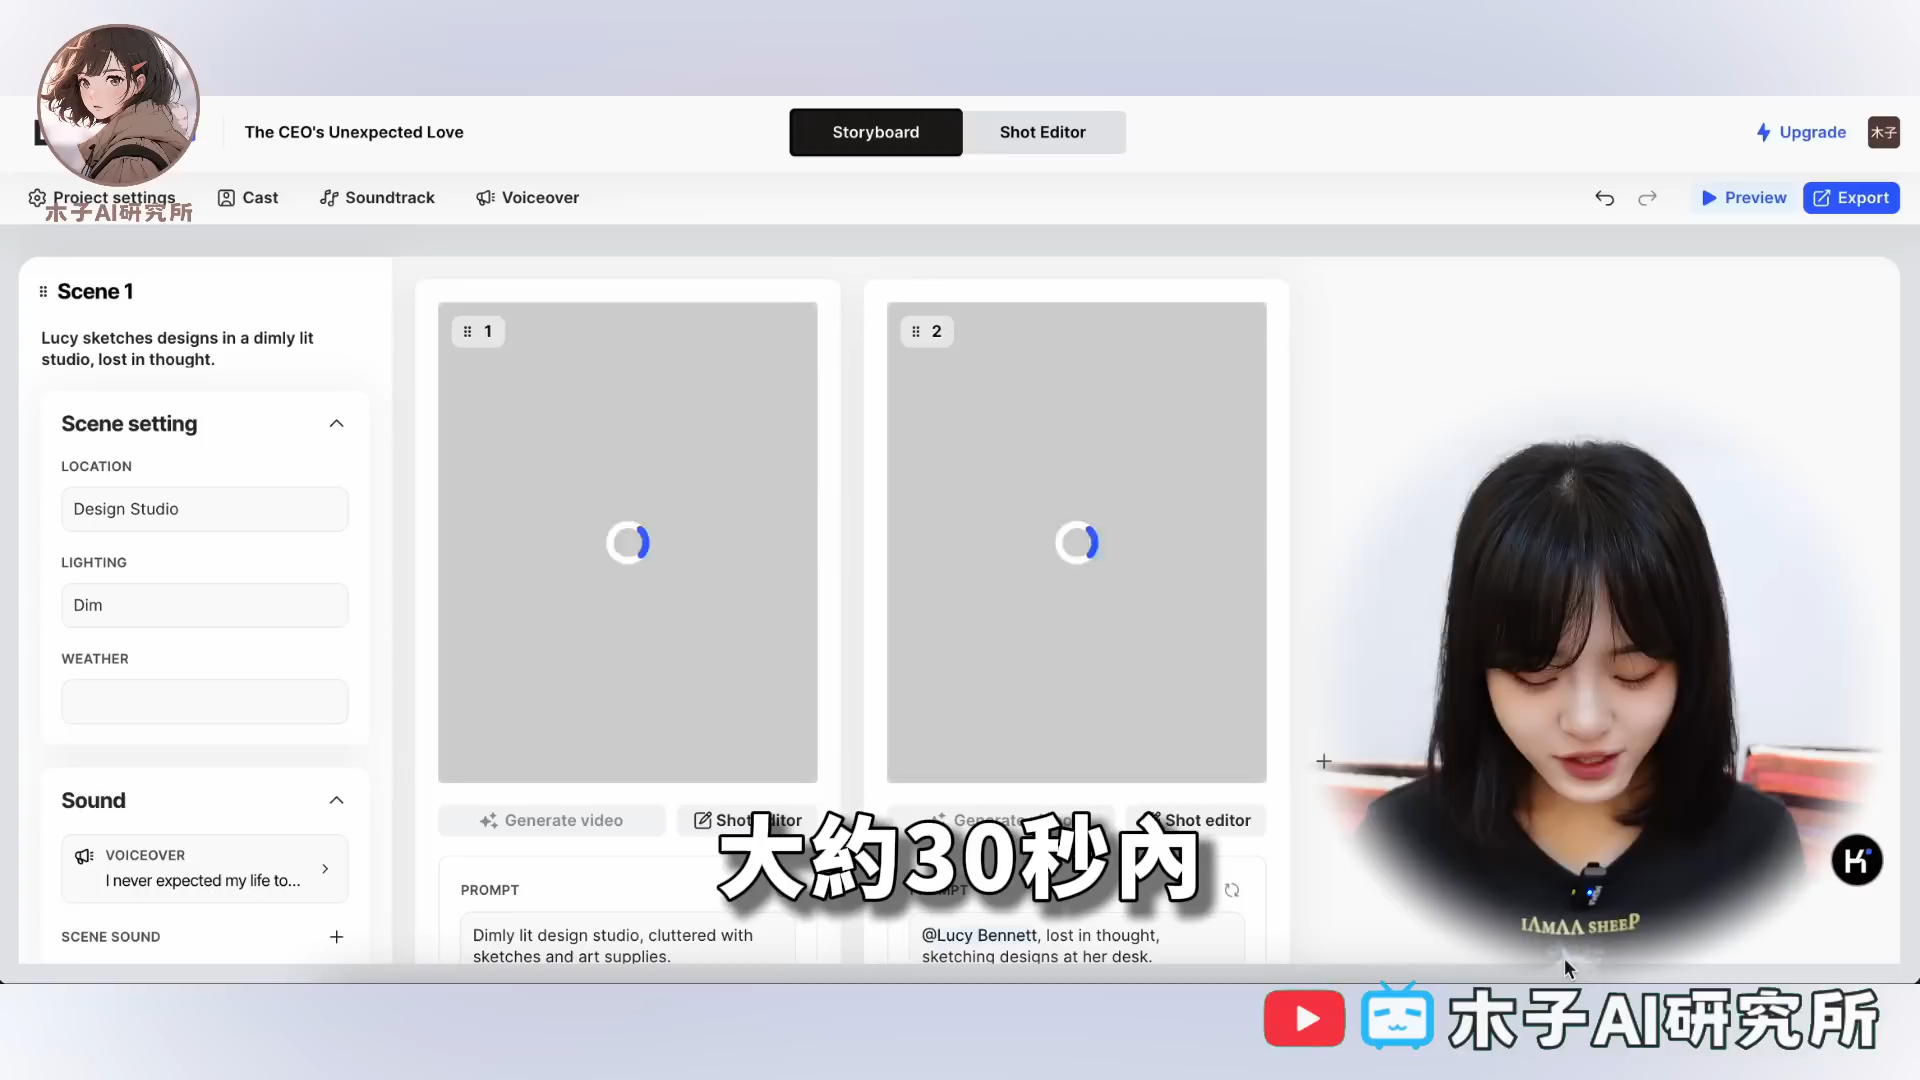 The CEO's Unexpected Love
Storyboard
Shot Editor
Upgrade
木子
Project settings
Cast
Soundtrack
Voiceover
Preview
Export
木子AI研究所
Scene 1
Lucy sketches designs in a dimly lit
studio, lost in thought.
Scene setting
LOCATION
Design Studio
LIGHTING
Dim
WEATHER
Sound
VOICEOVER
I never expected my life to...
SCENE SOUND
1
Generate video
Shot editor
PROMPT
Dimly lit design studio, cluttered with
sketches and art supplies.
2
Shot editor
@Lucy Bennett, lost in thought,
sketching designs at her desk.
大約30秒內
IAMAA SHEEP
木子AI研究所